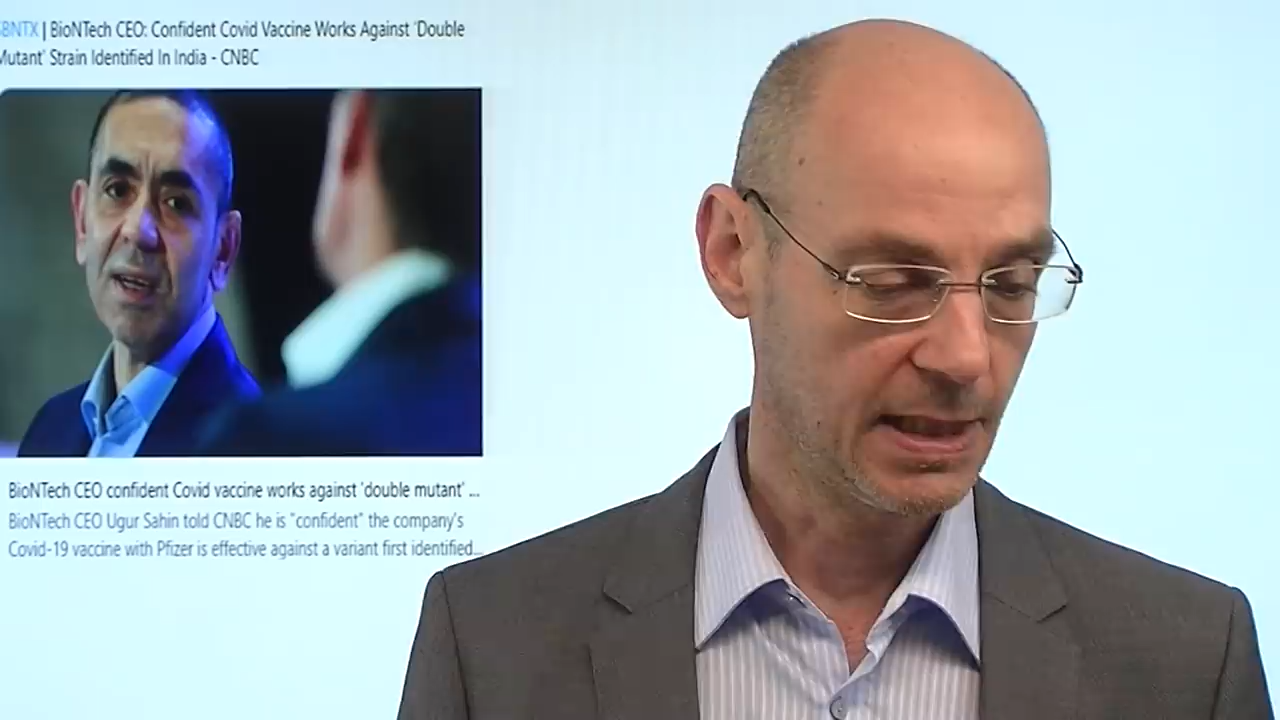 $BNTX | BioNTech CEO: Confident Covid Vaccine Works Against 'Double
Mutant' Strain Identified In India - CNBC
BioNTech CEO confident Covid vaccine works against 'double mutant' ...
BioNTech CEO Ugur Sahin told CNBC he is "confident" the company's
Covid-19 vaccine with Pfizer is effective against a variant first identified...